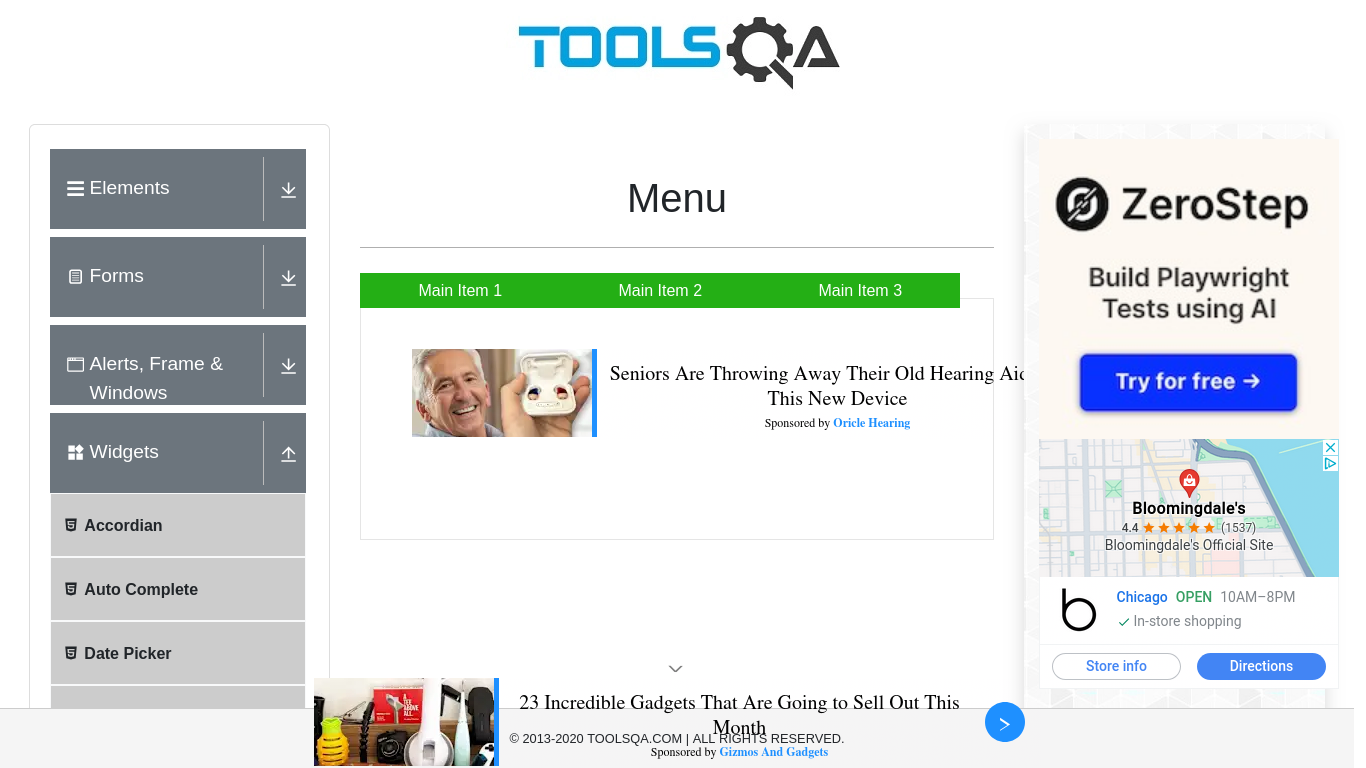 TOOLSQA
Elements
Forms
Alerts, Frame &
Windows
Widgets
Accordian
Auto Complete
Date Picker
Menu
Main Item 1
Main Item 2
Main Item 3
Seniors Are Throwing Away Their Old Hearing Aid
This New Device
Sponsored by Oricle Hearing
ZeroStep
Build Playwright
Tests using AI
Try for free →
Bloomingdale's
4.4 ★★★★★ (1537)
Bloomingdale's Official Site
b
Chicago OPEN 10AM–8PM
✓ In-store shopping
Store info
Directions
23 Incredible Gadgets That Are Going to Sell Out This
Month
© 2013-2020 TOOLSQA.COM | ALL RIGHTS RESERVED.
Sponsored by Gizmos And Gadgets